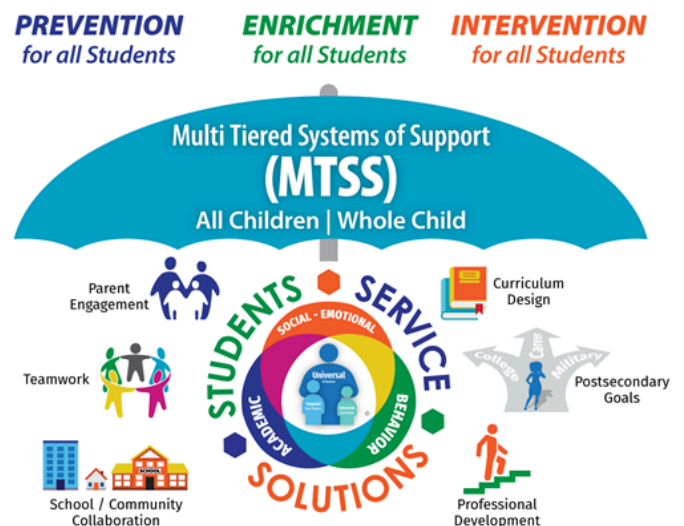 PREVENTION
for all Students
ENRICHMENT
for all Students
INTERVENTION
for all Students
Multi Tiered Systems of Support
(MTSS)
All Children | Whole Child
Parent
Engagement
Teamwork
School / Community
Collaboration
SCHOOL
STUDENTS
SERVICE
SOLUTIONS
SOCIAL - EMOTIONAL
ACADEMIC
BEHAVIOR
Universal
Curriculum
Design
College
Career
Military
Postsecondary
Goals
Professional
Development